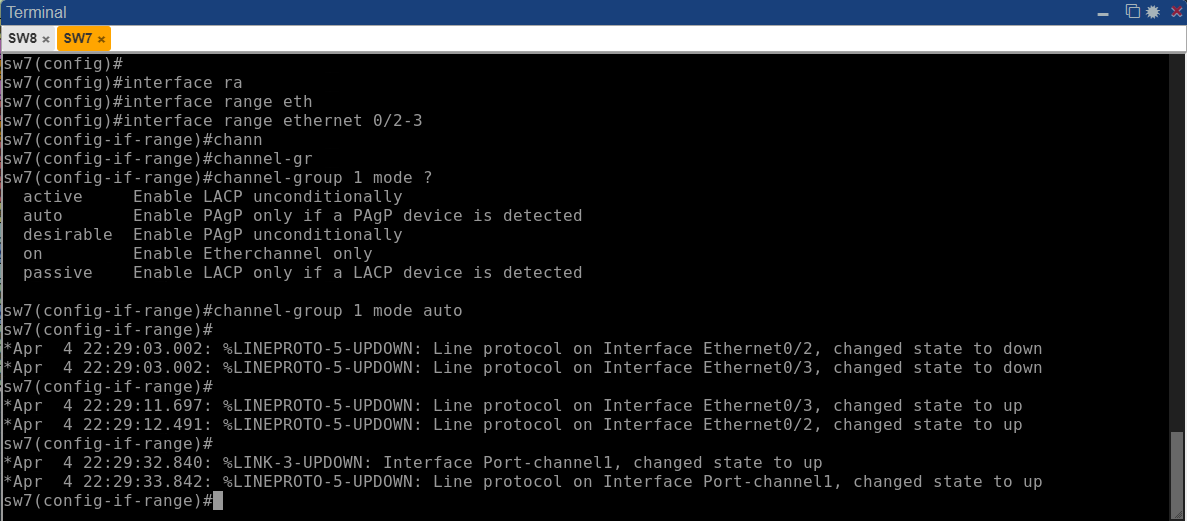 Terminal
SW8 × SW7 ×
sw7(config)#
sw7(config)#interface ra
sw7(config)#interface range eth
sw7(config)#interface range ethernet 0/2-3
sw7(config-if-range)#chann
sw7(config-if-range)#channel-gr
sw7(config-if-range)#channel-group 1 mode ?
  active     Enable LACP unconditionally
  auto       Enable PAgP only if a PAgP device is detected
  desirable  Enable PAgP unconditionally
  on         Enable Etherchannel only
  passive    Enable LACP only if a LACP device is detected
sw7(config-if-range)#channel-group 1 mode auto
sw7(config-if-range)#
*Apr  4 22:29:03.002: %LINEPROTO-5-UPDOWN: Line protocol on Interface Ethernet0/2, changed state to down
*Apr  4 22:29:03.002: %LINEPROTO-5-UPDOWN: Line protocol on Interface Ethernet0/3, changed state to down
sw7(config-if-range)#
*Apr  4 22:29:11.697: %LINEPROTO-5-UPDOWN: Line protocol on Interface Ethernet0/3, changed state to up
*Apr  4 22:29:12.491: %LINEPROTO-5-UPDOWN: Line protocol on Interface Ethernet0/2, changed state to up
sw7(config-if-range)#
*Apr  4 22:29:32.840: %LINK-3-UPDOWN: Interface Port-channel1, changed state to up
*Apr  4 22:29:33.842: %LINEPROTO-5-UPDOWN: Line protocol on Interface Port-channel1, changed state to up
sw7(config-if-range)#